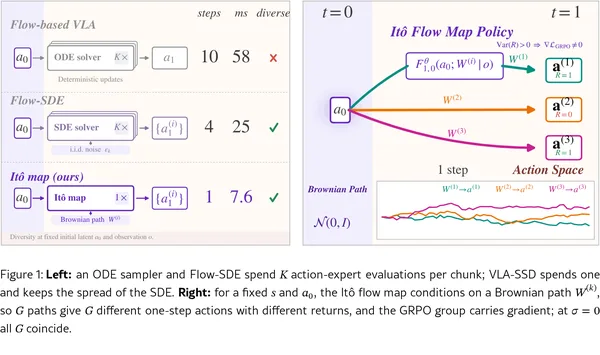 steps ms diverse
Flow-based VLA
a₀ ODE solver K× a₁ 10 58 ✗
Deterministic updates
Flow-SDE
a₀ SDE solver K× {a₁⁽ⁱ⁾} 4 25 ✓
i.i.d. noise
Itô map (ours)
a₀ Itô map 1× {a₁⁽ⁱ⁾} 1 7.6 ✓
Brownian path W⁽ⁱ⁾
Diversity at fixed initial latent a₀ and observation o.
t = 0 t = 1
Itô Flow Map Policy
Var(R) > 0 ⇒ ∇ℒ_GRPO ≠ 0
F^θ_{1,0}(a₀; W⁽ⁱ⁾ | o) W⁽¹⁾ a⁽¹⁾
R = 1
a₀ W⁽²⁾ a⁽²⁾
R = 0
W⁽³⁾ a⁽³⁾
R = 1
1 step Action Space
Brownian Path W⁽¹⁾→a⁽¹⁾ W⁽²⁾→a⁽²⁾ W⁽³⁾→a⁽³⁾
𝒩(0, I)
Figure 1: Left: an ODE sampler and Flow-SDE spend K action-expert evaluations per chunk; VLA-SSD spends one
and keeps the spread of the SDE. Right: for a fixed s and a₀, the Itô flow map conditions on a Brownian path W⁽ᵏ⁾,
so G paths give G different one-step actions with different returns, and the GRPO group carries gradient; at σ = 0
all G coincide.